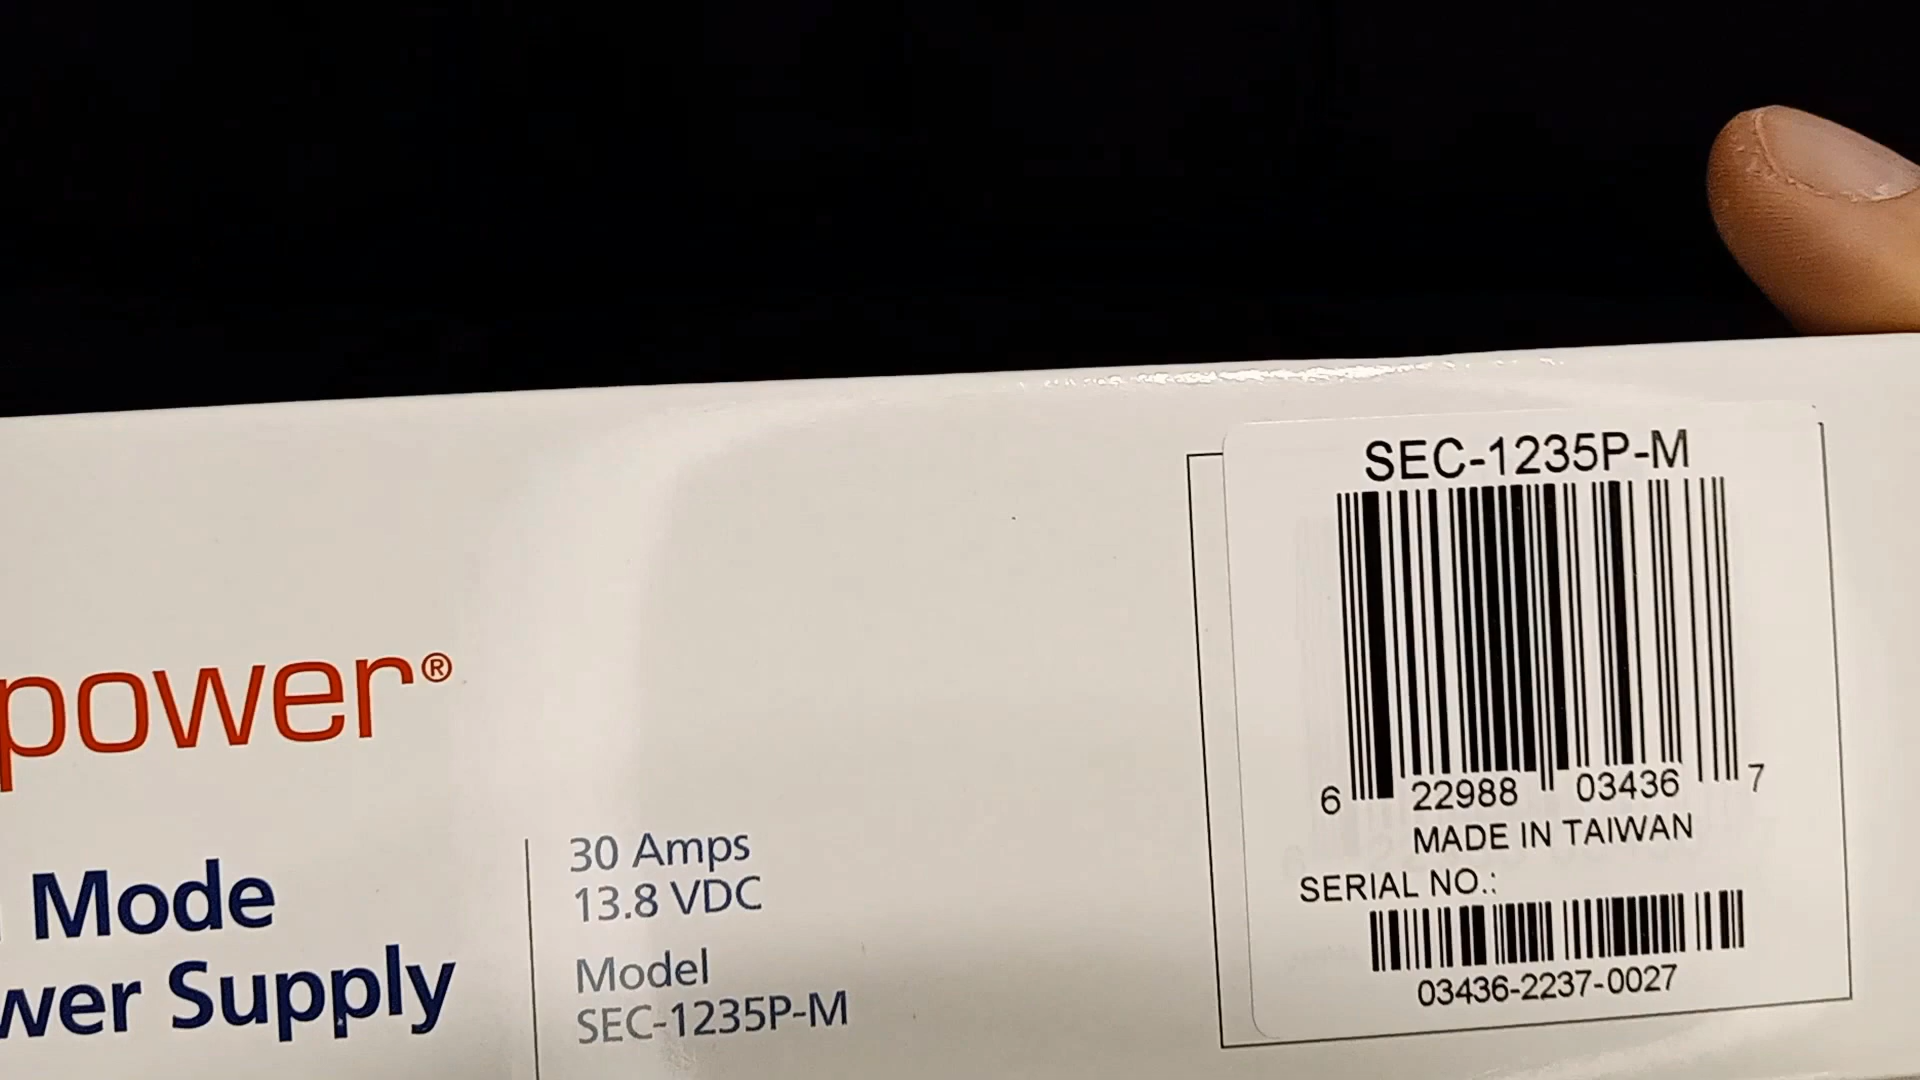 power®
Mode
wer Supply
30 Amps
13.8 VDC
Model
SEC-1235P-M
SEC-1235P-M
6 22988 03436 7
MADE IN TAIWAN
SERIAL NO.:
03436-2237-0027